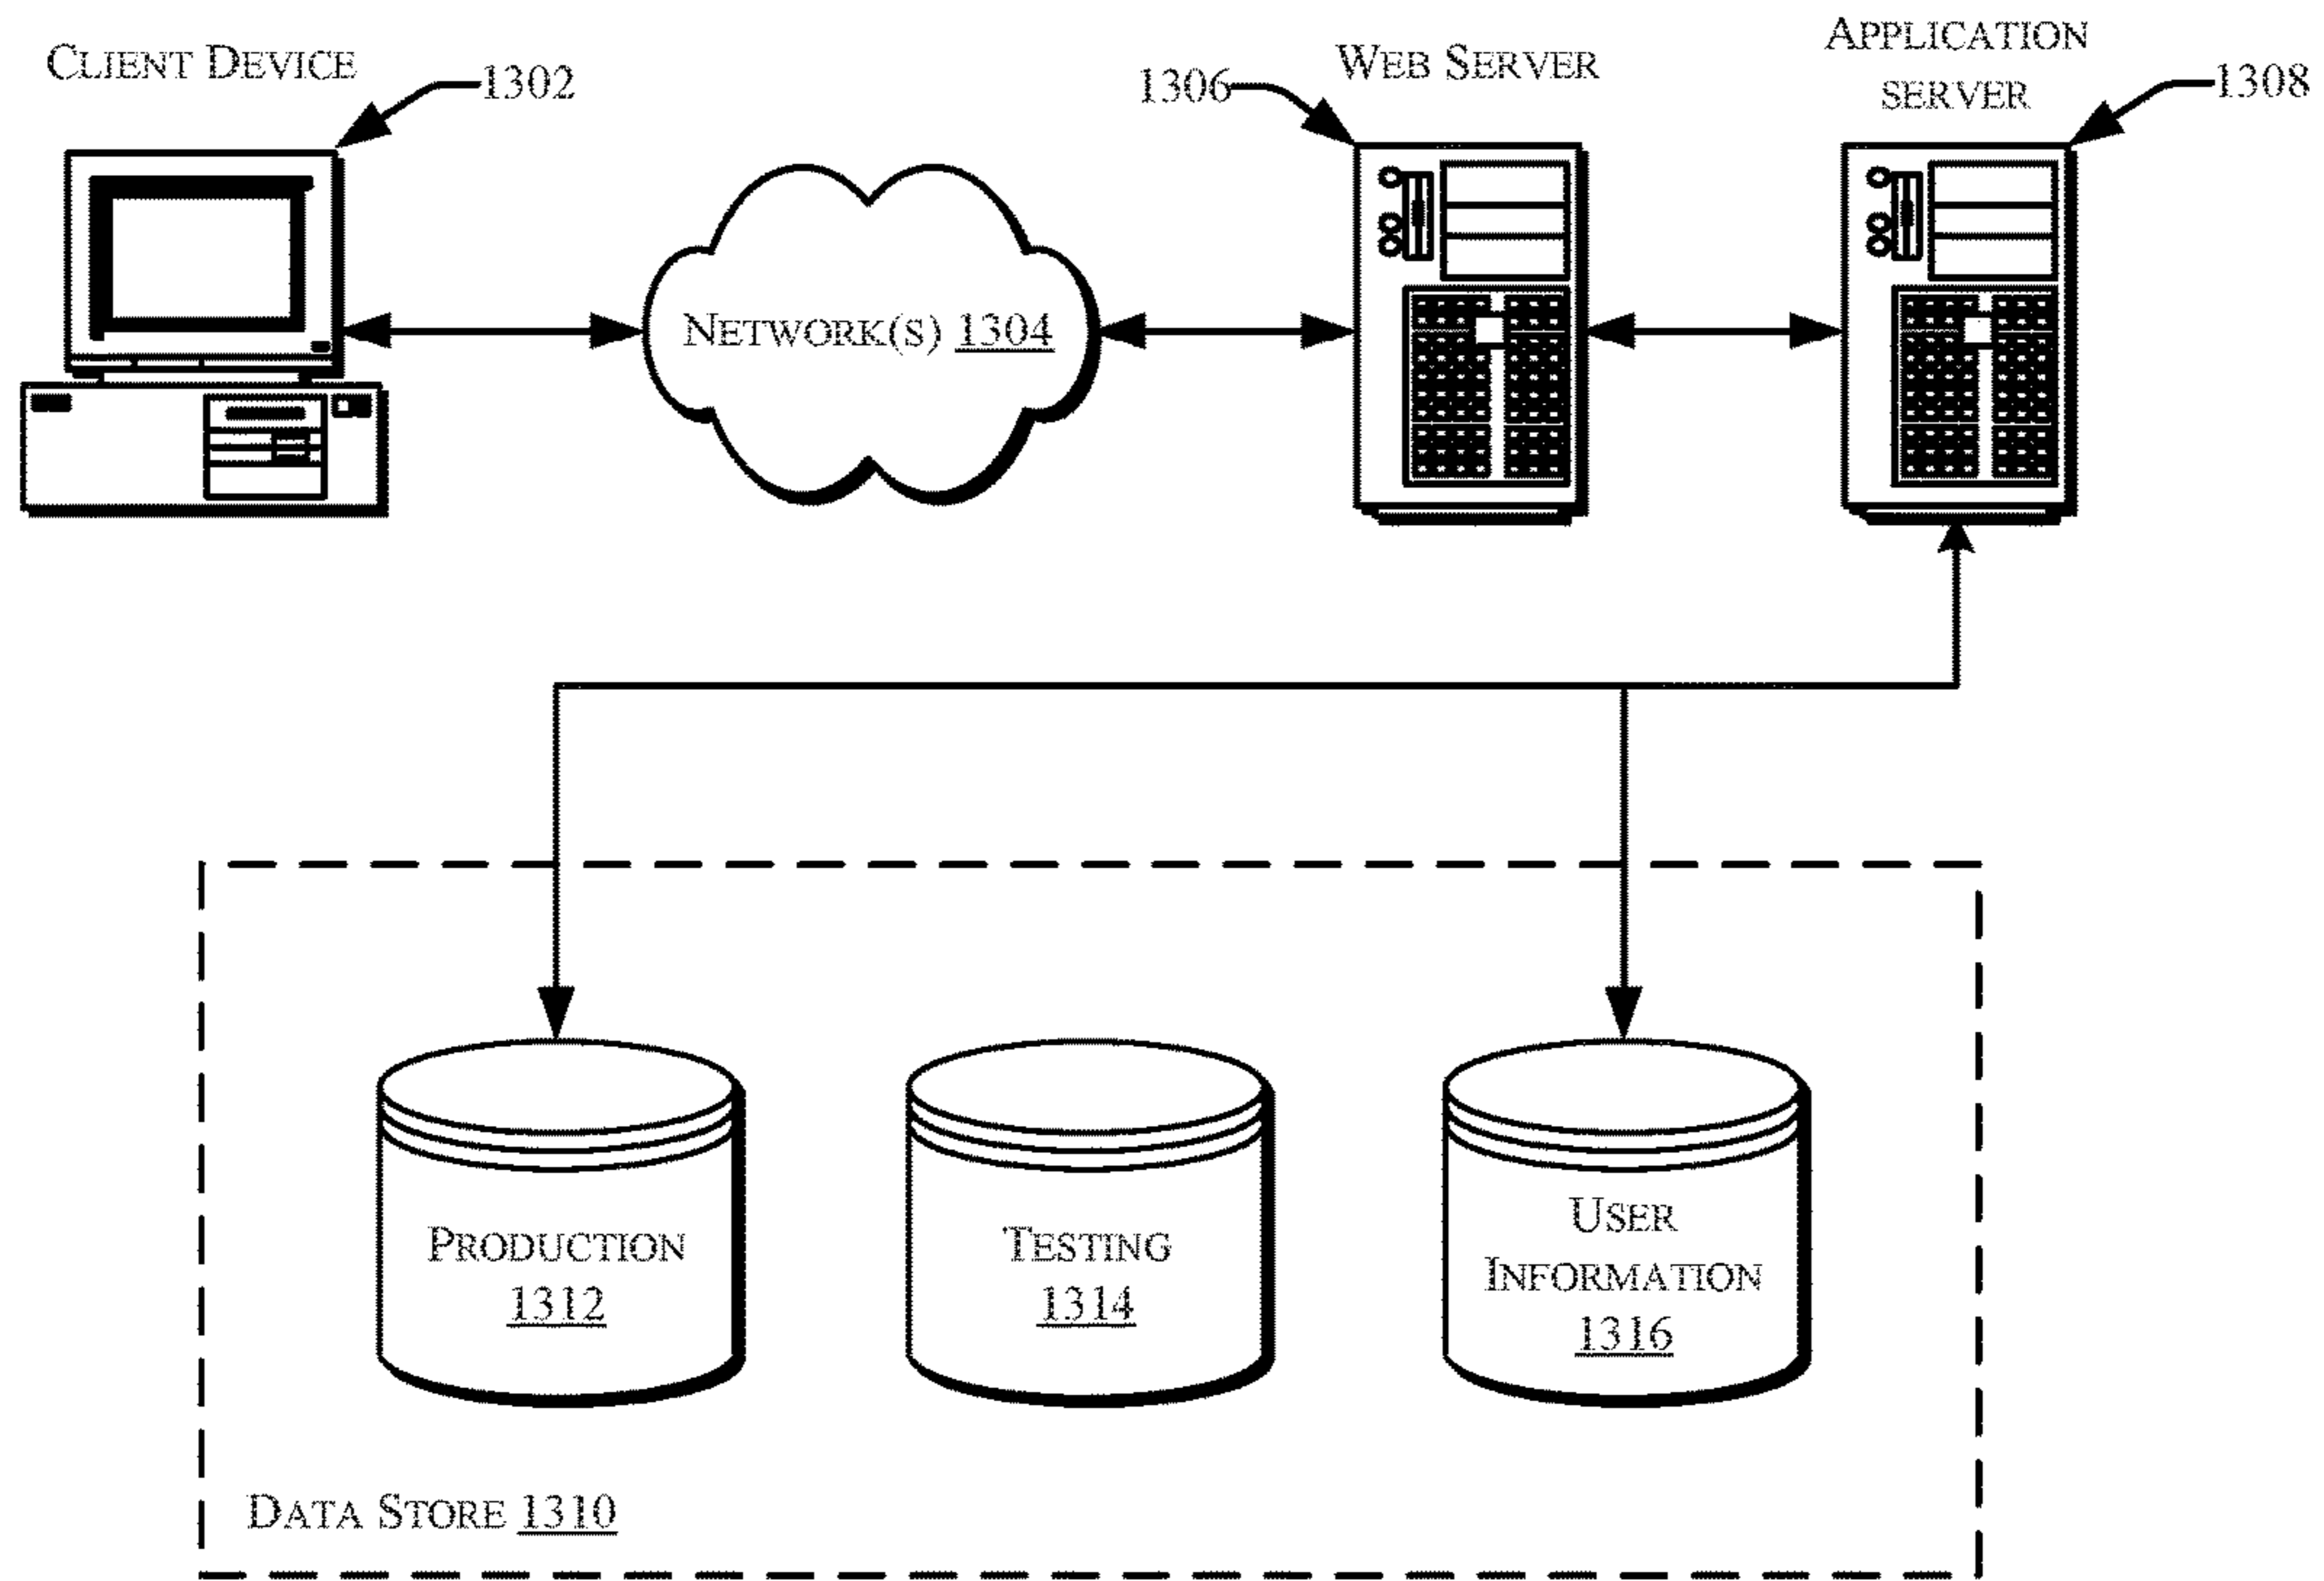 CLIENT DEVICE
1302
1306
WEB SERVER
APPLICATION
SERVER
1308
NETWORK(S) 1304
PRODUCTION
1312
TESTING
1314
USER
INFORMATION
1316
DATA STORE 1310